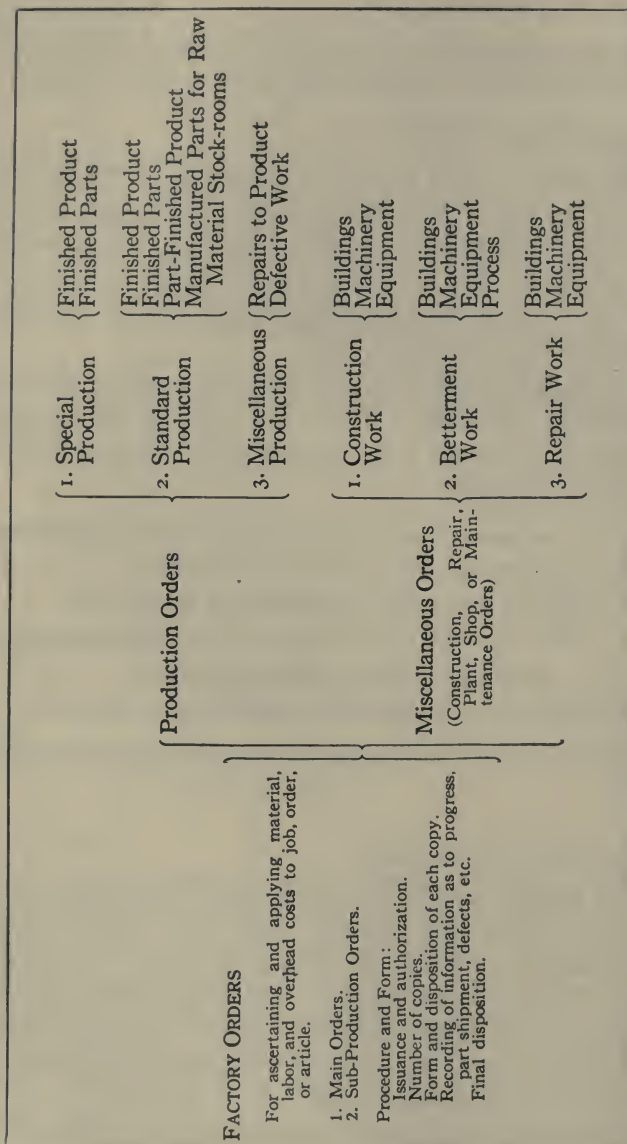 FACTORY ORDERS
For ascertaining and applying material,
labor, and overhead costs to job, order,
or article.
1. Main Orders.
2. Sub-Production Orders.
Procedure and Form:
Issuance and authorization.
Number of copies.
Form and disposition of each copy.
Recording of information as to progress,
part shipment, defects, etc.
Final disposition.
Production Orders
1. Special
Production
Finished Product
Finished Parts
2. Standard
Production
Finished Product
Finished Parts
Part-Finished Product
Manufactured Parts for Raw
Material Stock-rooms
3. Miscellaneous
Production
Repairs to Product
Defective Work
Miscellaneous Orders
(Construction, Repair,
Plant, Shop, or Main-
tenance Orders)
1. Construction
Work
Buildings
Machinery
Equipment
2. Betterment
Work
Buildings
Machinery
Equipment
Process
3. Repair Work
Buildings
Machinery
Equipment